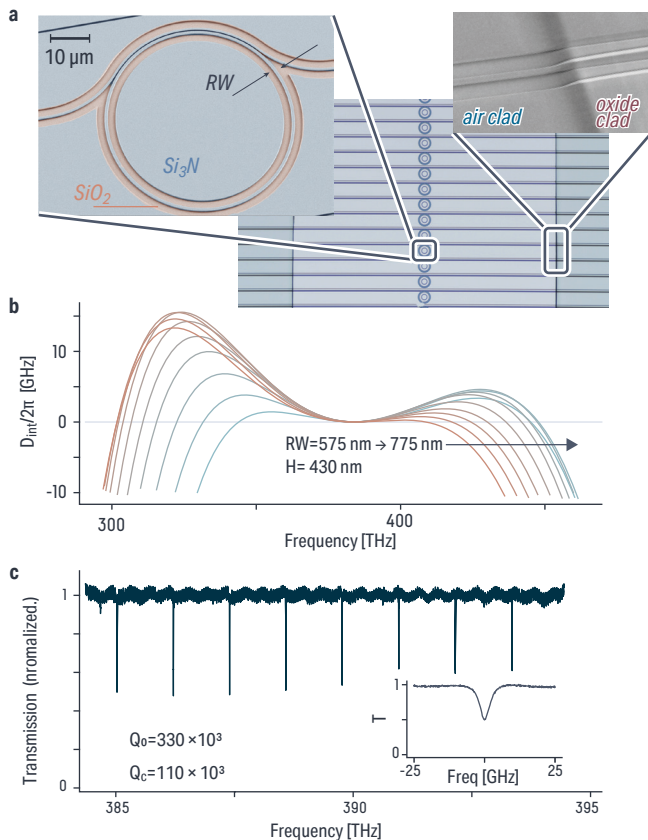 a
10 µm
RW
Si₃N
SiO₂
air clad
oxide
clad
b
D_int/2π [GHz]
10
0
-10
RW=575 nm → 775 nm
H= 430 nm
300
400
Frequency [THz]
c
Transmission (nromalized.)
1
0
Q₀=330 ×10³
Q_c=110 × 10³
T
1
0
-25
25
Freq [GHz]
385
390
395
Frequency [THz]